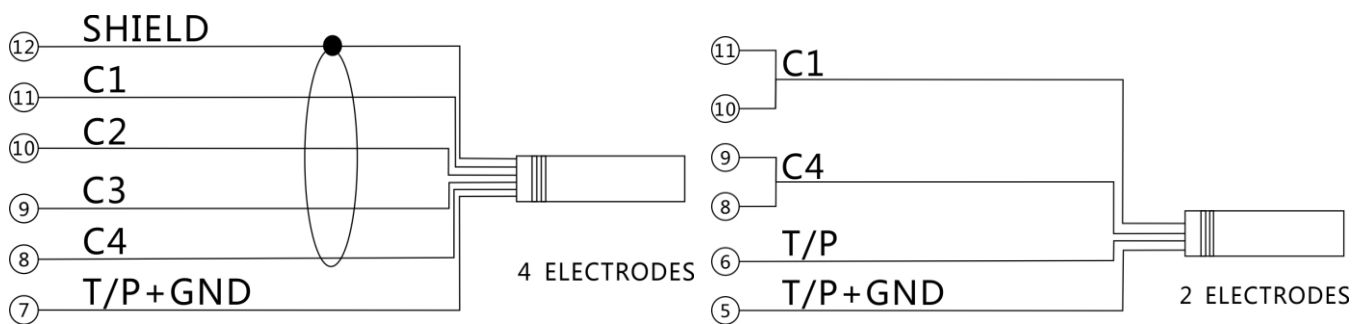 12 SHIELD
11 C1
10 C2
9 C3
8 C4
7 T/P+GND
4 ELECTRODES
11
C1
10
9
C4
8
6 T/P
5 T/P+GND
2 ELECTRODES